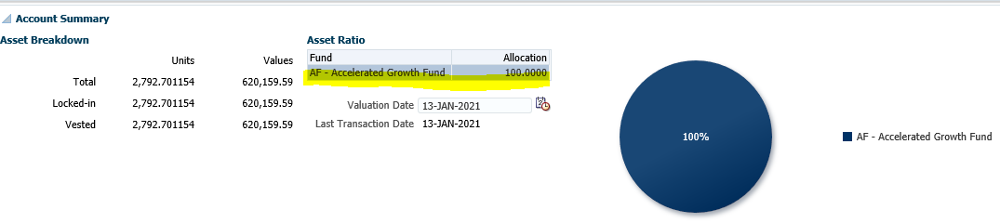 Account Summary
Asset Breakdown
Units Values
Total 2,792.701154 620,159.59
Locked-in 2,792.701154 620,159.59
Vested 2,792.701154 620,159.59
Asset Ratio
Fund Allocation
AF - Accelerated Growth Fund 100.0000
Valuation Date 13-JAN-2021
Last Transaction Date 13-JAN-2021
100%
AF - Accelerated Growth Fund